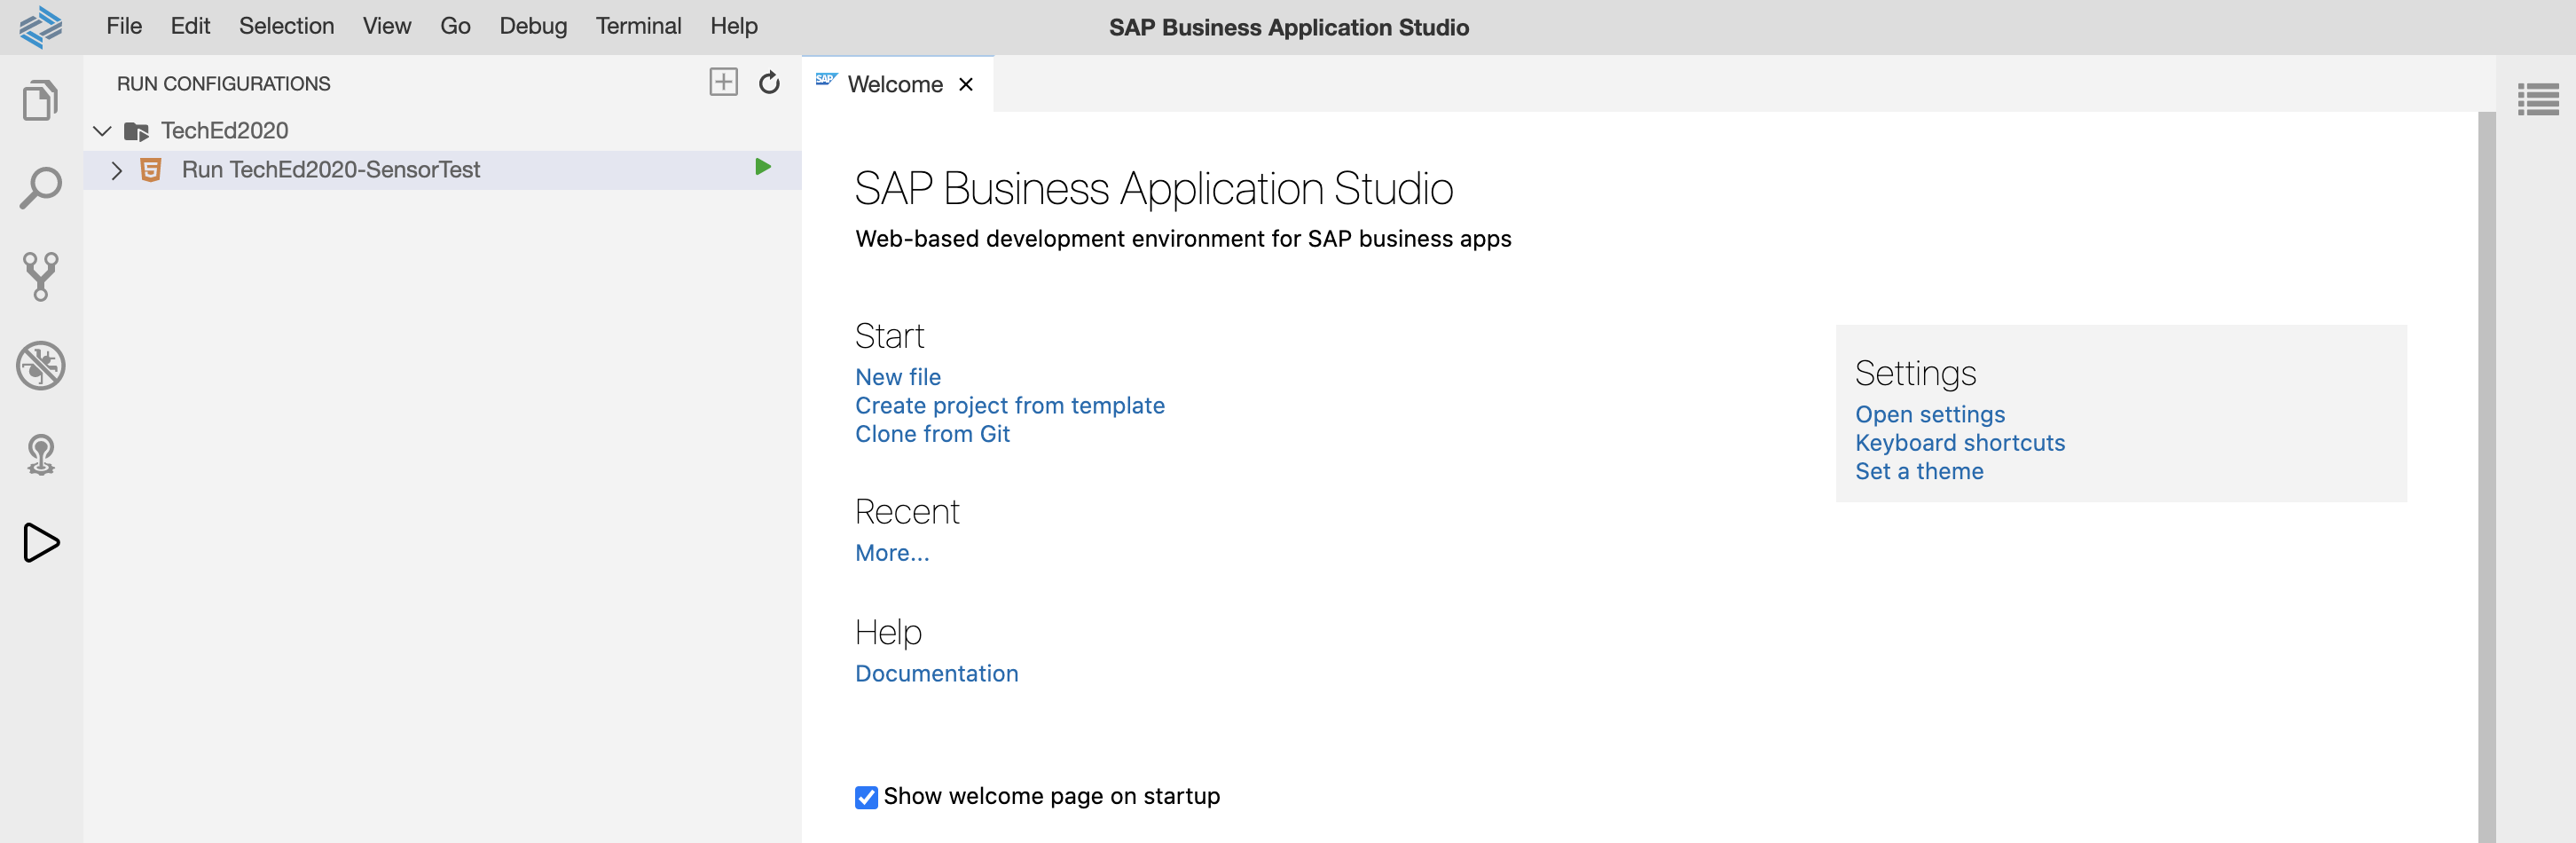 File Edit Selection View Go Debug Terminal Help
SAP Business Application Studio
RUN CONFIGURATIONS
TechEd2020
Run TechEd2020-SensorTest
SAP Welcome
SAP Business Application Studio
Web-based development environment for SAP business apps
Start
New file
Create project from template
Clone from Git
Recent
More...
Help
Documentation
Show welcome page on startup
Settings
Open settings
Keyboard shortcuts
Set a theme